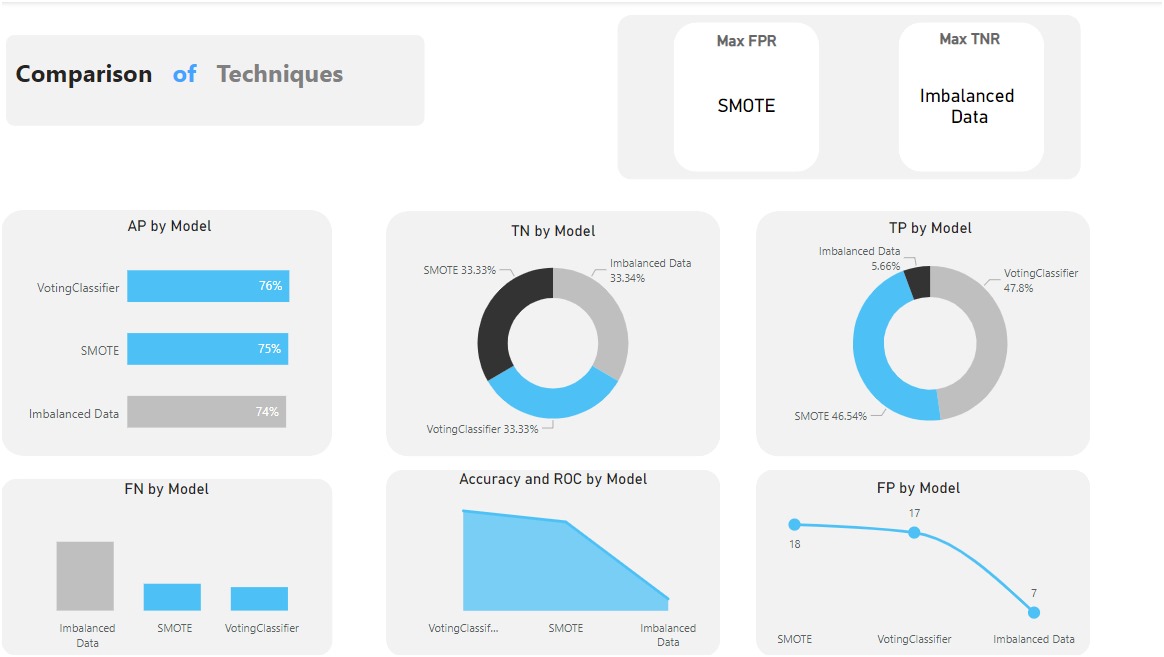 Comparison of Techniques
Max FPR
SMOTE
Max TNR
Imbalanced
Data
AP by Model
VotingClassifier
76%
SMOTE
75%
Imbalanced Data
74%
TN by Model
SMOTE 33.33%
Imbalanced Data
33.34%
VotingClassifier 33.33%
TP by Model
Imbalanced Data
5.66%
VotingClassifier
47.8%
SMOTE 46.54%
FN by Model
Imbalanced
Data
SMOTE
VotingClassifier
Accuracy and ROC by Model
VotingClassif...
SMOTE
Imbalanced
Data
FP by Model
18
17
7
SMOTE
VotingClassifier
Imbalanced Data